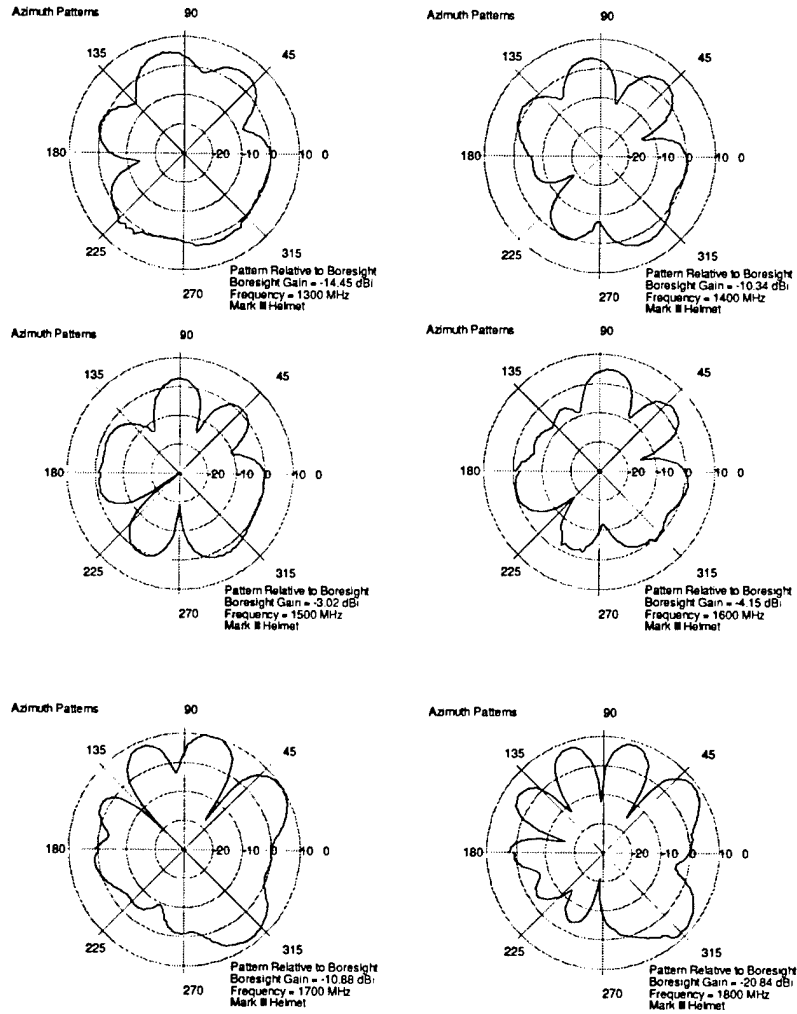 Azimuth Patterns
90
135
45
180
-20 -10 0 10 0
225
315
270
Pattern Relative to Boresight
Boresight Gain = -14.45 dBi
Frequency = 1300 MHz
Mark III Helmet
Azimuth Patterns
90
135
45
180
-20 -10 0 10 0
225
315
270
Pattern Relative to Boresight
Boresight Gain = -10.34 dBi
Frequency = 1400 MHz
Mark III Helmet
90
135
45
180
-20 -10 0 10 0
225
315
270
Pattern Relative to Boresight
Boresight Gain = -3.02 dBi
Frequency = 1500 MHz
Mark III Helmet
90
135
45
180
-20 -10 0 10 0
225
315
270
Pattern Relative to Boresight
Boresight Gain = -4.15 dBi
Frequency = 1600 MHz
Mark III Helmet
Azimuth Patterns
90
135
45
180
-20 -10 0 10 0
225
315
270
Pattern Relative to Boresight
Boresight Gain = -10.88 dBi
Frequency = 1700 MHz
Mark III Helmet
Azimuth Patterns
90
135
45
180
-20 -10 0 10 0
225
315
270
Pattern Relative to Boresight
Boresight Gain = -20 84 dBi
Frequency = 1800 MHz
Mark III Helmet